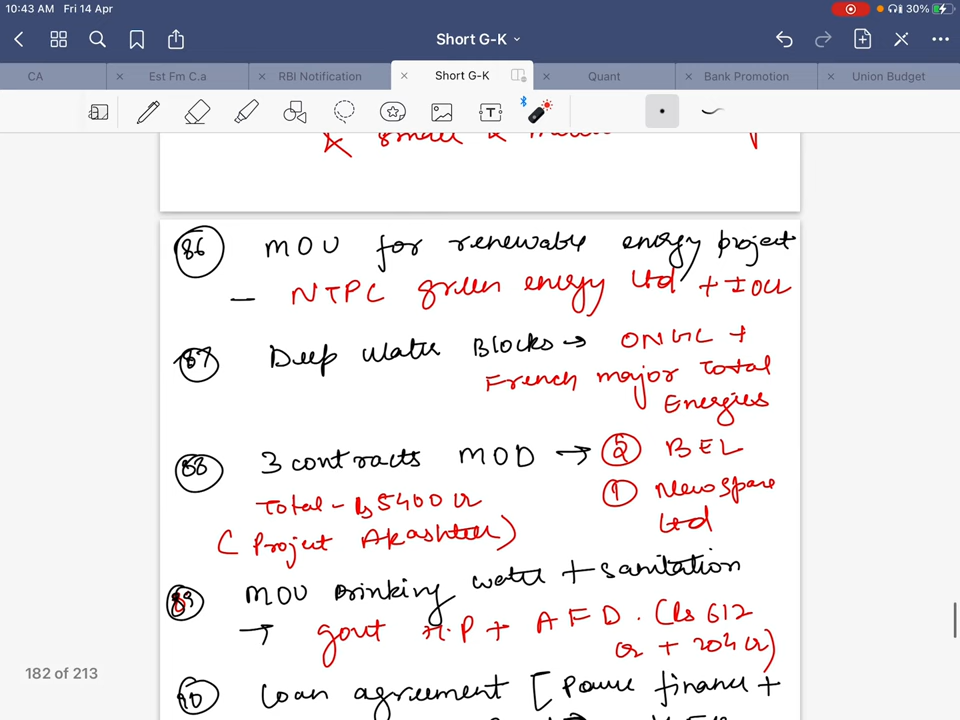 10:43 AM Fri 14 Apr
30%
Short G-K
CA
Est Fm C.a
RBI Notification
Short G-K
Quant
Bank Promotion
Union Budget
small &
86 MOU for renewable energy project
- NTPC green energy Ltd + IOCL
87 Deep Water Blocks → ONGC +
French major Total
Energies
88 3 contracts MOD → 2 BEL
Total - Rs 5400 cr
1 New Space
Ltd
( Project Akashteer )
89 MOU Drinking water + sanitation
→ govt H.P + AFD. (Rs 612
cr + 204 cr)
182 of 213
90 Loan agreement [ Power finance +